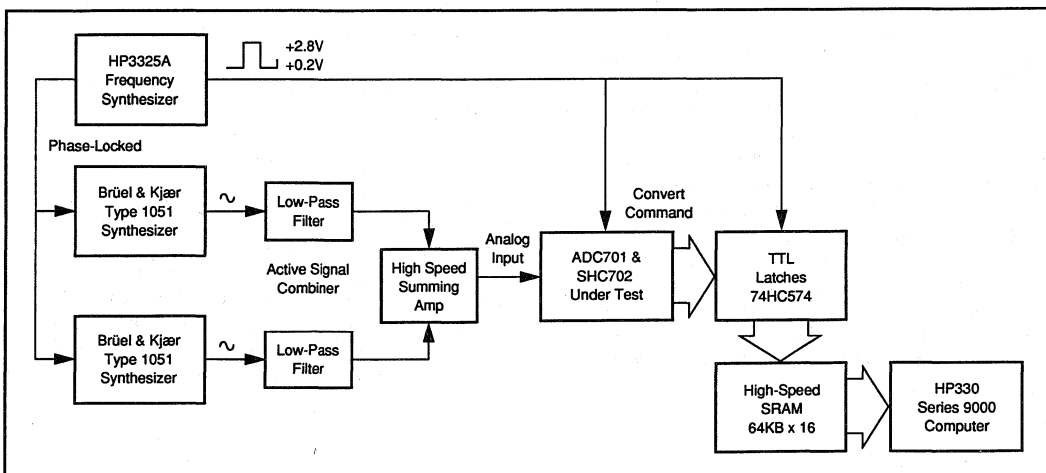 HP3325A
Frequency
Synthesizer
+2.8V
+0.2V
Phase-Locked
Brüel & Kjær
Type 1051
Synthesizer
∿
Low-Pass
Filter
Active Signal
Combiner
High Speed
Summing
Amp
Analog
Input
ADC701 &
SHC702
Under Test
Convert
Command
TTL
Latches
74HC574
Brüel & Kjær
Type 1051
Synthesizer
∿
Low-Pass
Filter
High-Speed
SRAM
64KB x 16
HP330
Series 9000
Computer